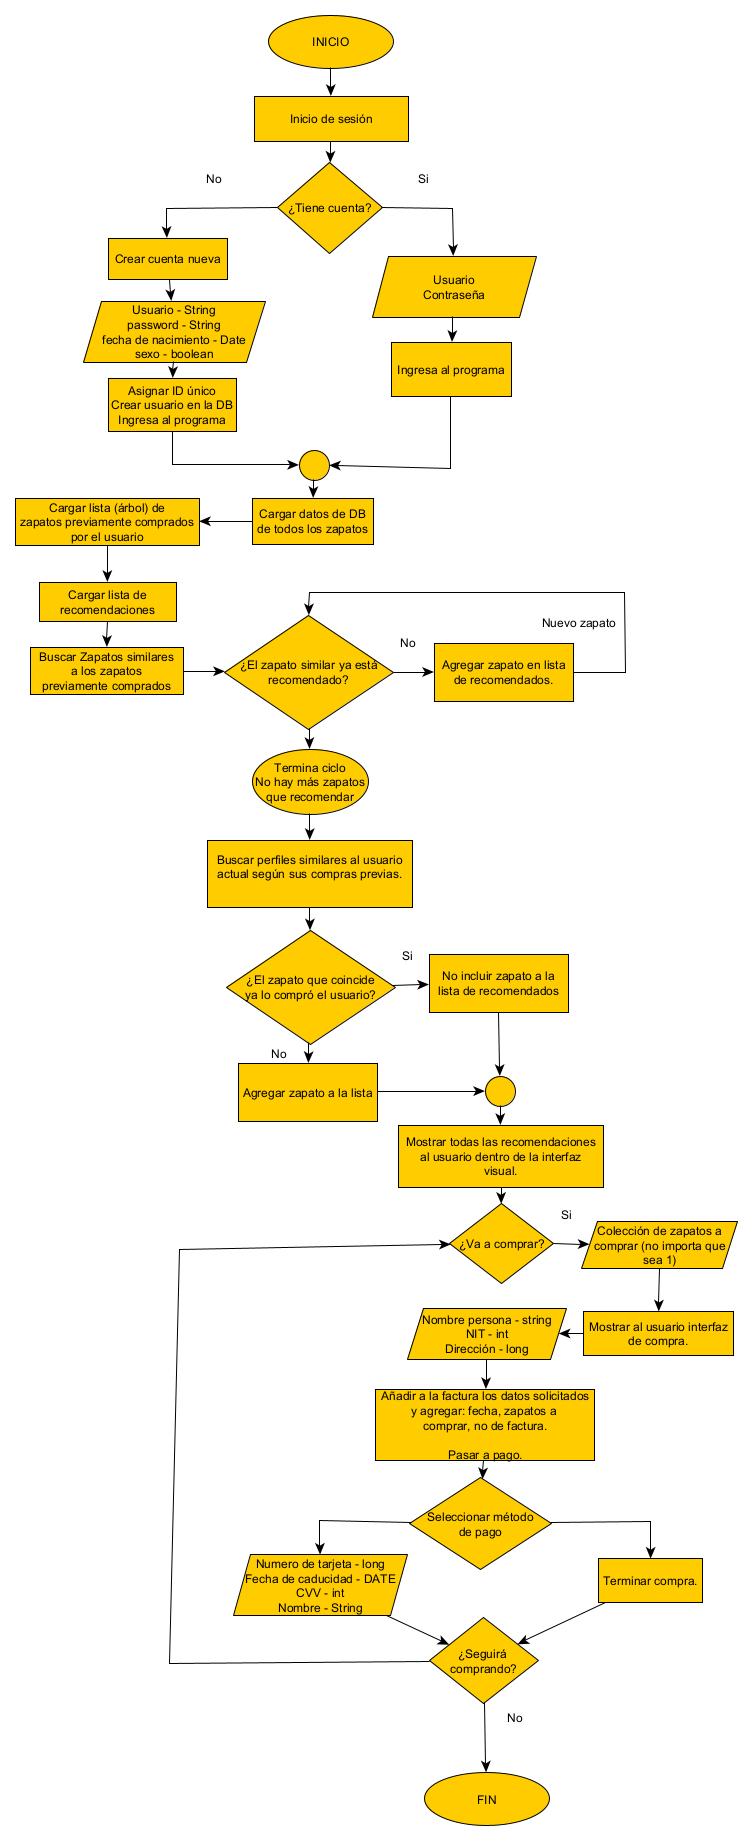 INICIO
Inicio de sesión
No
Si
¿Tiene cuenta?
Crear cuenta nueva
Usuario
Contraseña
Usuario - String
password - String
fecha de nacimiento - Date
sexo - boolean
Ingresa al programa
Asignar ID único
Crear usuario en la DB
Ingresa al programa
Cargar datos de DB
de todos los zapatos
Cargar lista (árbol) de
zapatos previamente comprados
por el usuario
Cargar lista de
recomendaciones
Buscar Zapatos similares
a los zapatos
previamente comprados
¿El zapato similar ya está
recomendado?
No
Agregar zapato en lista
de recomendados.
Nuevo zapato
Termina ciclo
No hay más zapatos
que recomendar
Buscar perfiles similares al usuario
actual según sus compras previas.
¿El zapato que coincide
ya lo compró el usuario?
Si
No incluir zapato a la
lista de recomendados
No
Agregar zapato a la lista
Mostrar todas las recomendaciones
al usuario dentro de la interfaz
visual.
¿Va a comprar?
Si
Colección de zapatos a
comprar (no importa que
sea 1)
Mostrar al usuario interfaz
de compra.
Nombre persona - string
NIT - int
Dirección - long
Añadir a la factura los datos solicitados
y agregar: fecha, zapatos a
comprar, no de factura.
Pasar a pago.
Seleccionar método
de pago
Numero de tarjeta - long
Fecha de caducidad - DATE
CVV - int
Nombre - String
Terminar compra.
¿Seguirá
comprando?
No
FIN